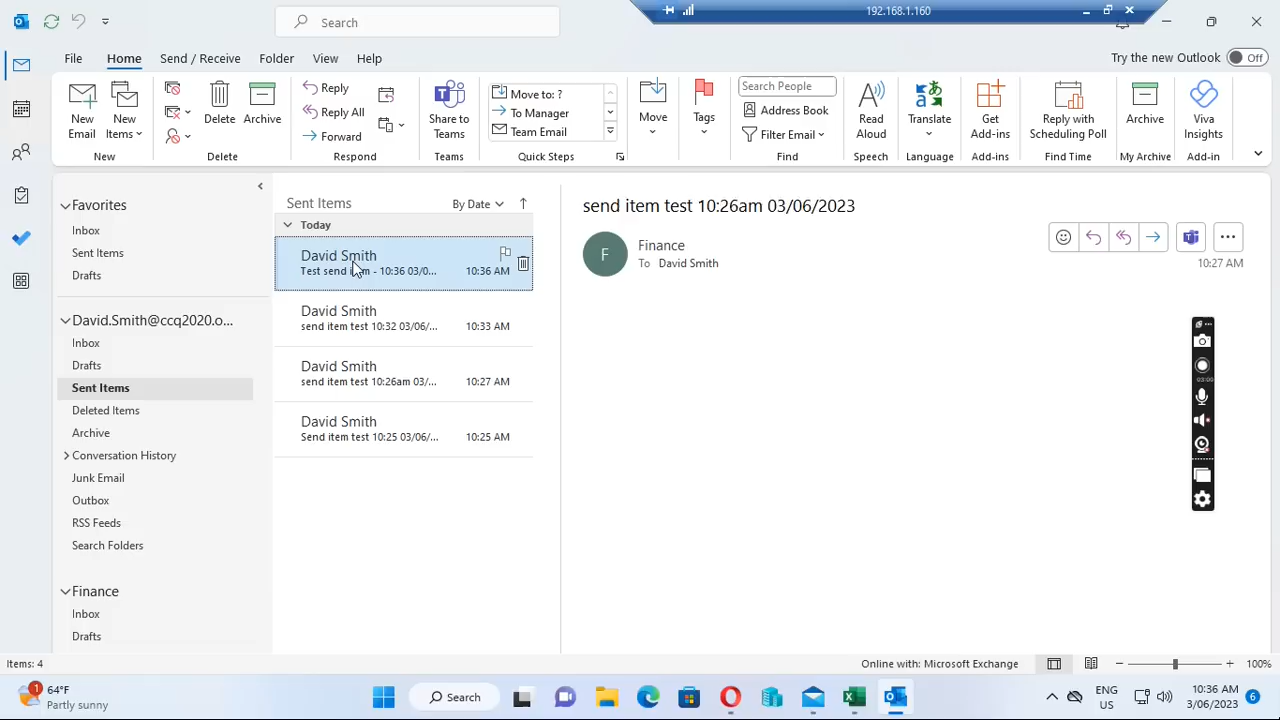 Search
192.168.1.160
File
Home
Send / Receive
Folder
View
Help
Try the new Outlook
Off
New
Email
New
Items
Delete
Archive
Reply
Reply All
Forward
Share to
Teams
Move to: ?
To Manager
Team Email
Move
Tags
Search People
Address Book
Filter Email
Read
Aloud
Translate
Get
Add-ins
Reply with
Scheduling Poll
Archive
Viva
Insights
New
Delete
Respond
Teams
Quick Steps
Find
Speech
Language
Add-ins
Find Time
My Archive
Add-in
Favorites
Inbox
Sent Items
Drafts
David.Smith@ccq2020.o...
Inbox
Drafts
Sent Items
Deleted Items
Archive
Conversation History
Junk Email
Outbox
RSS Feeds
Search Folders
Finance
Inbox
Drafts
Sent Items
By Date
Today
David Smith
10:36 AM
David Smith
send item test 10:32 03/06/...
10:33 AM
David Smith
send item test 10:26am 03/06/...
10:27 AM
David Smith
Send item test 10:25 03/06/...
10:25 AM
send item test 10:26am 03/06/2023
F
Finance
To David Smith
10:27 AM
03:00
Items: 4
Online with: Microsoft Exchange
100%
1
64°F
Partly sunny
Search
ENG
US
10:36 AM
3/06/2023
6